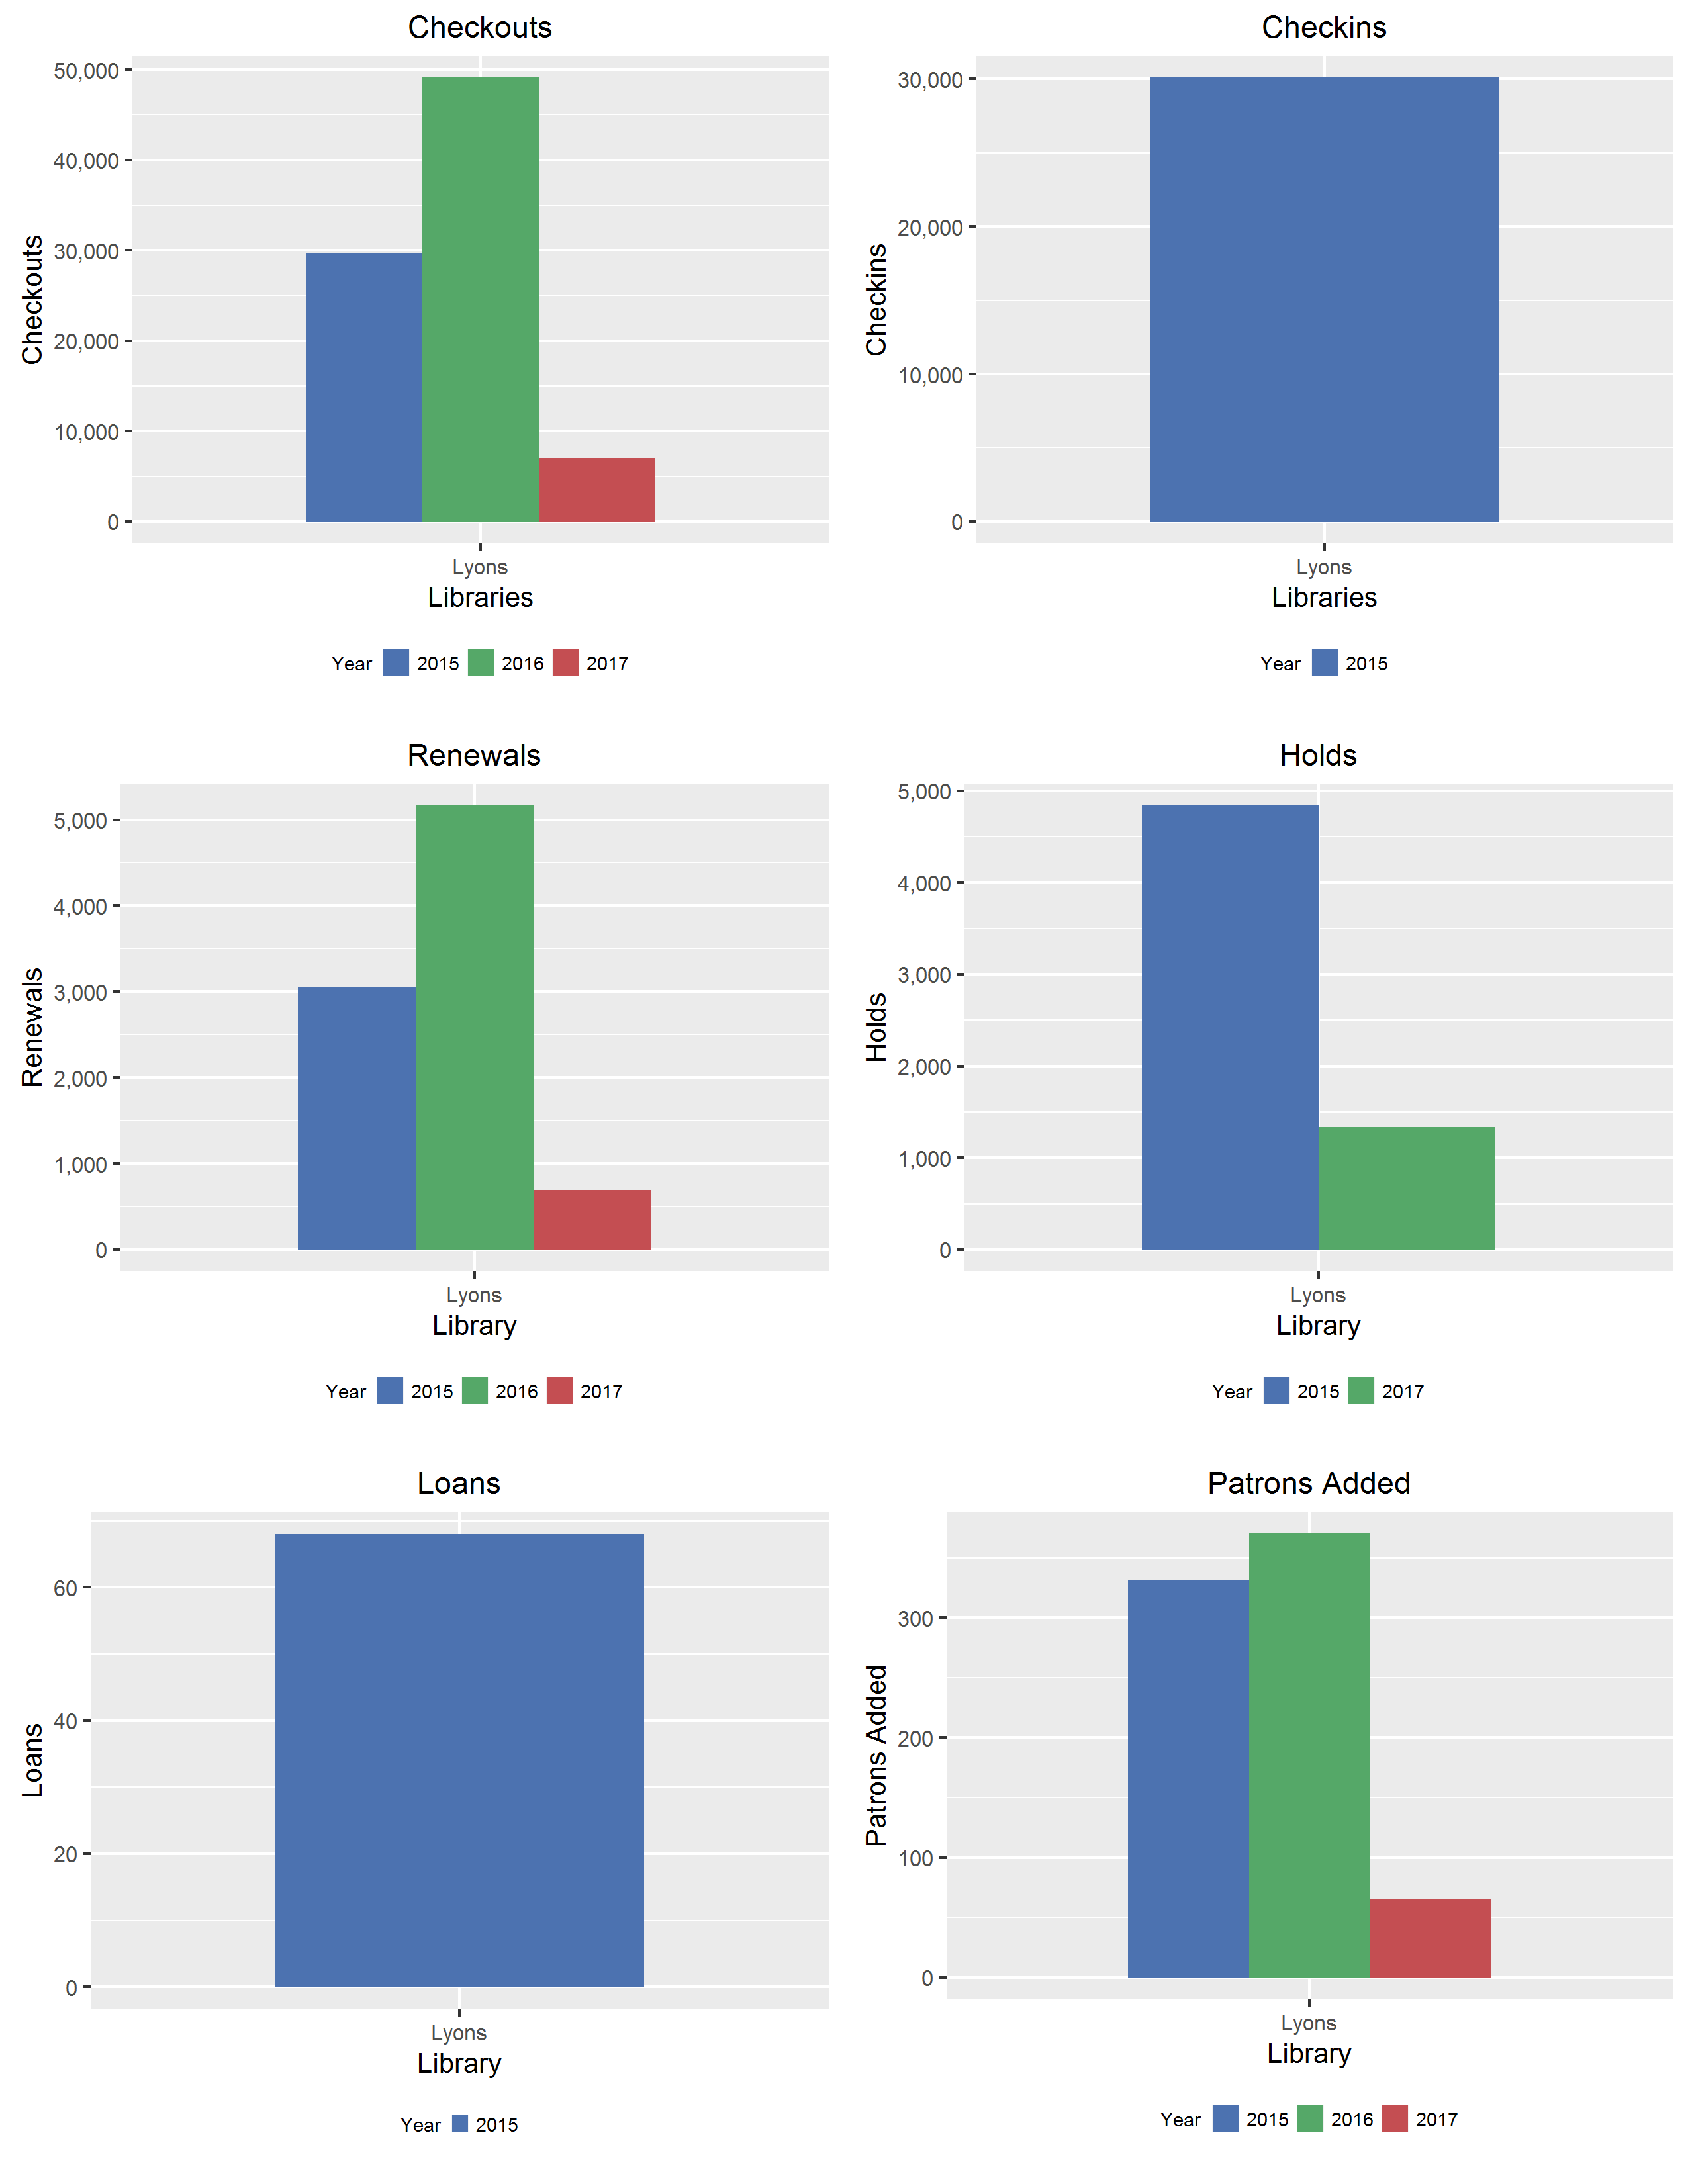 Checkouts
50,000
40,000
30,000
20,000
10,000
0
Checkouts
Lyons
Libraries
Year 2015 2016 2017
Checkins
30,000
20,000
10,000
0
Checkins
Lyons
Libraries
Year 2015
Renewals
5,000
4,000
3,000
2,000
1,000
0
Renewals
Lyons
Library
Year 2015 2016 2017
Holds
5,000
4,000
3,000
2,000
1,000
0
Holds
Lyons
Library
Year 2015 2017
Loans
60
40
20
0
Loans
Lyons
Library
Year 2015
Patrons Added
300
200
100
0
Patrons Added
Lyons
Library
Year 2015 2016 2017